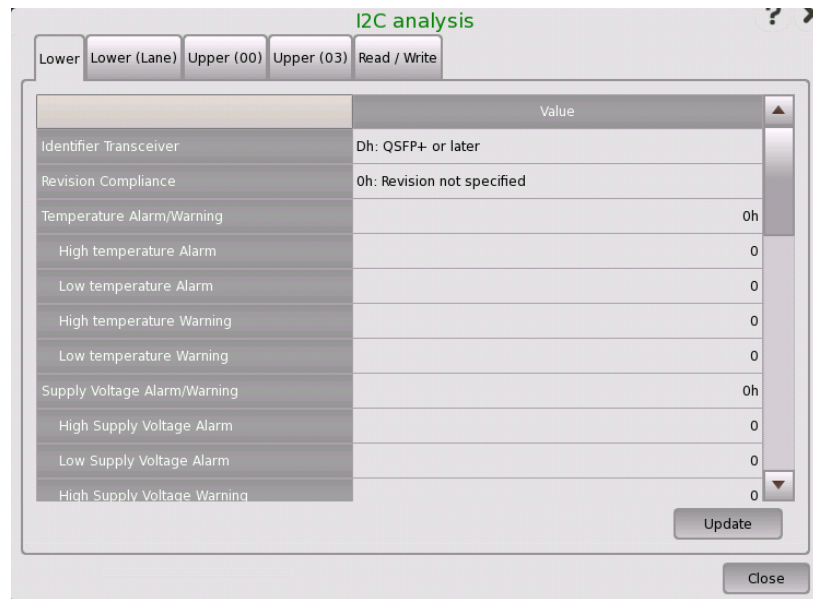 I2C analysis ?
Lower Lower (Lane) Upper (00) Upper (03) Read / Write
Value
Identifier Transceiver Dh: QSFP+ or later
Revision Compliance 0h: Revision not specified
Temperature Alarm/Warning 0h
High temperature Alarm 0
Low temperature Alarm 0
High temperature Warning 0
Low temperature Warning 0
Supply Voltage Alarm/Warning 0h
High Supply Voltage Alarm 0
Low Supply Voltage Alarm 0
High Supply Voltage Warning 0
Update
Close